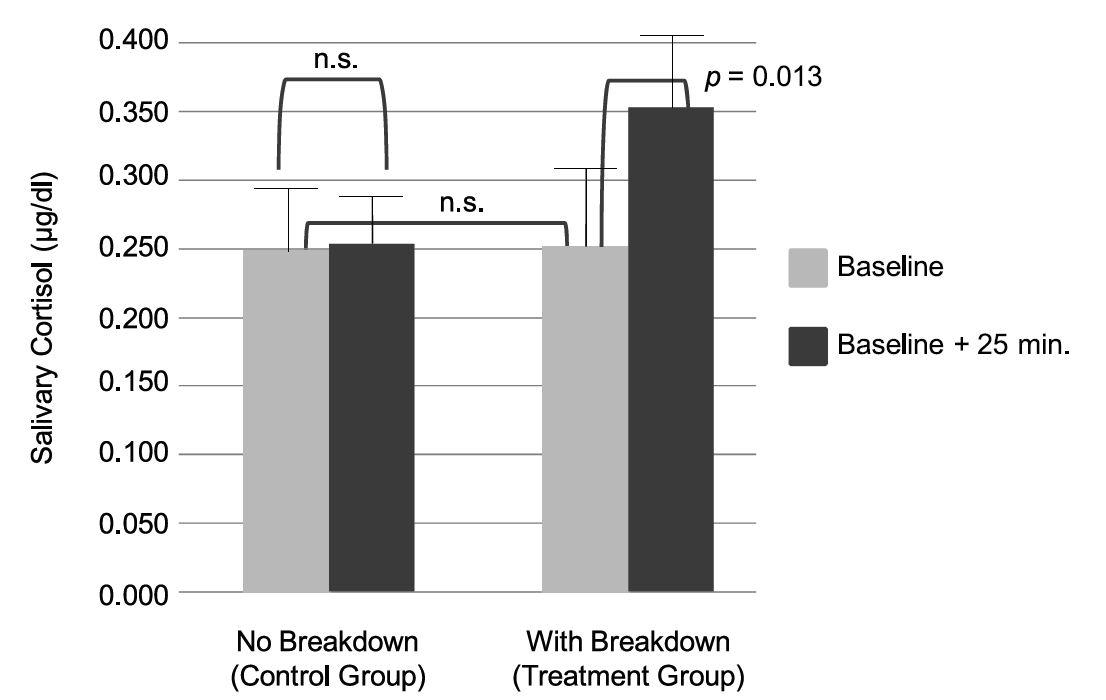 0.400
0.350
0.300
0.250
0.200
0.150
0.100
0.050
0.000
Salivary Cortisol (µg/dl)
n.s.
n.s.
p = 0.013
Baseline
Baseline + 25 min.
No Breakdown
(Control Group)
With Breakdown
(Treatment Group)